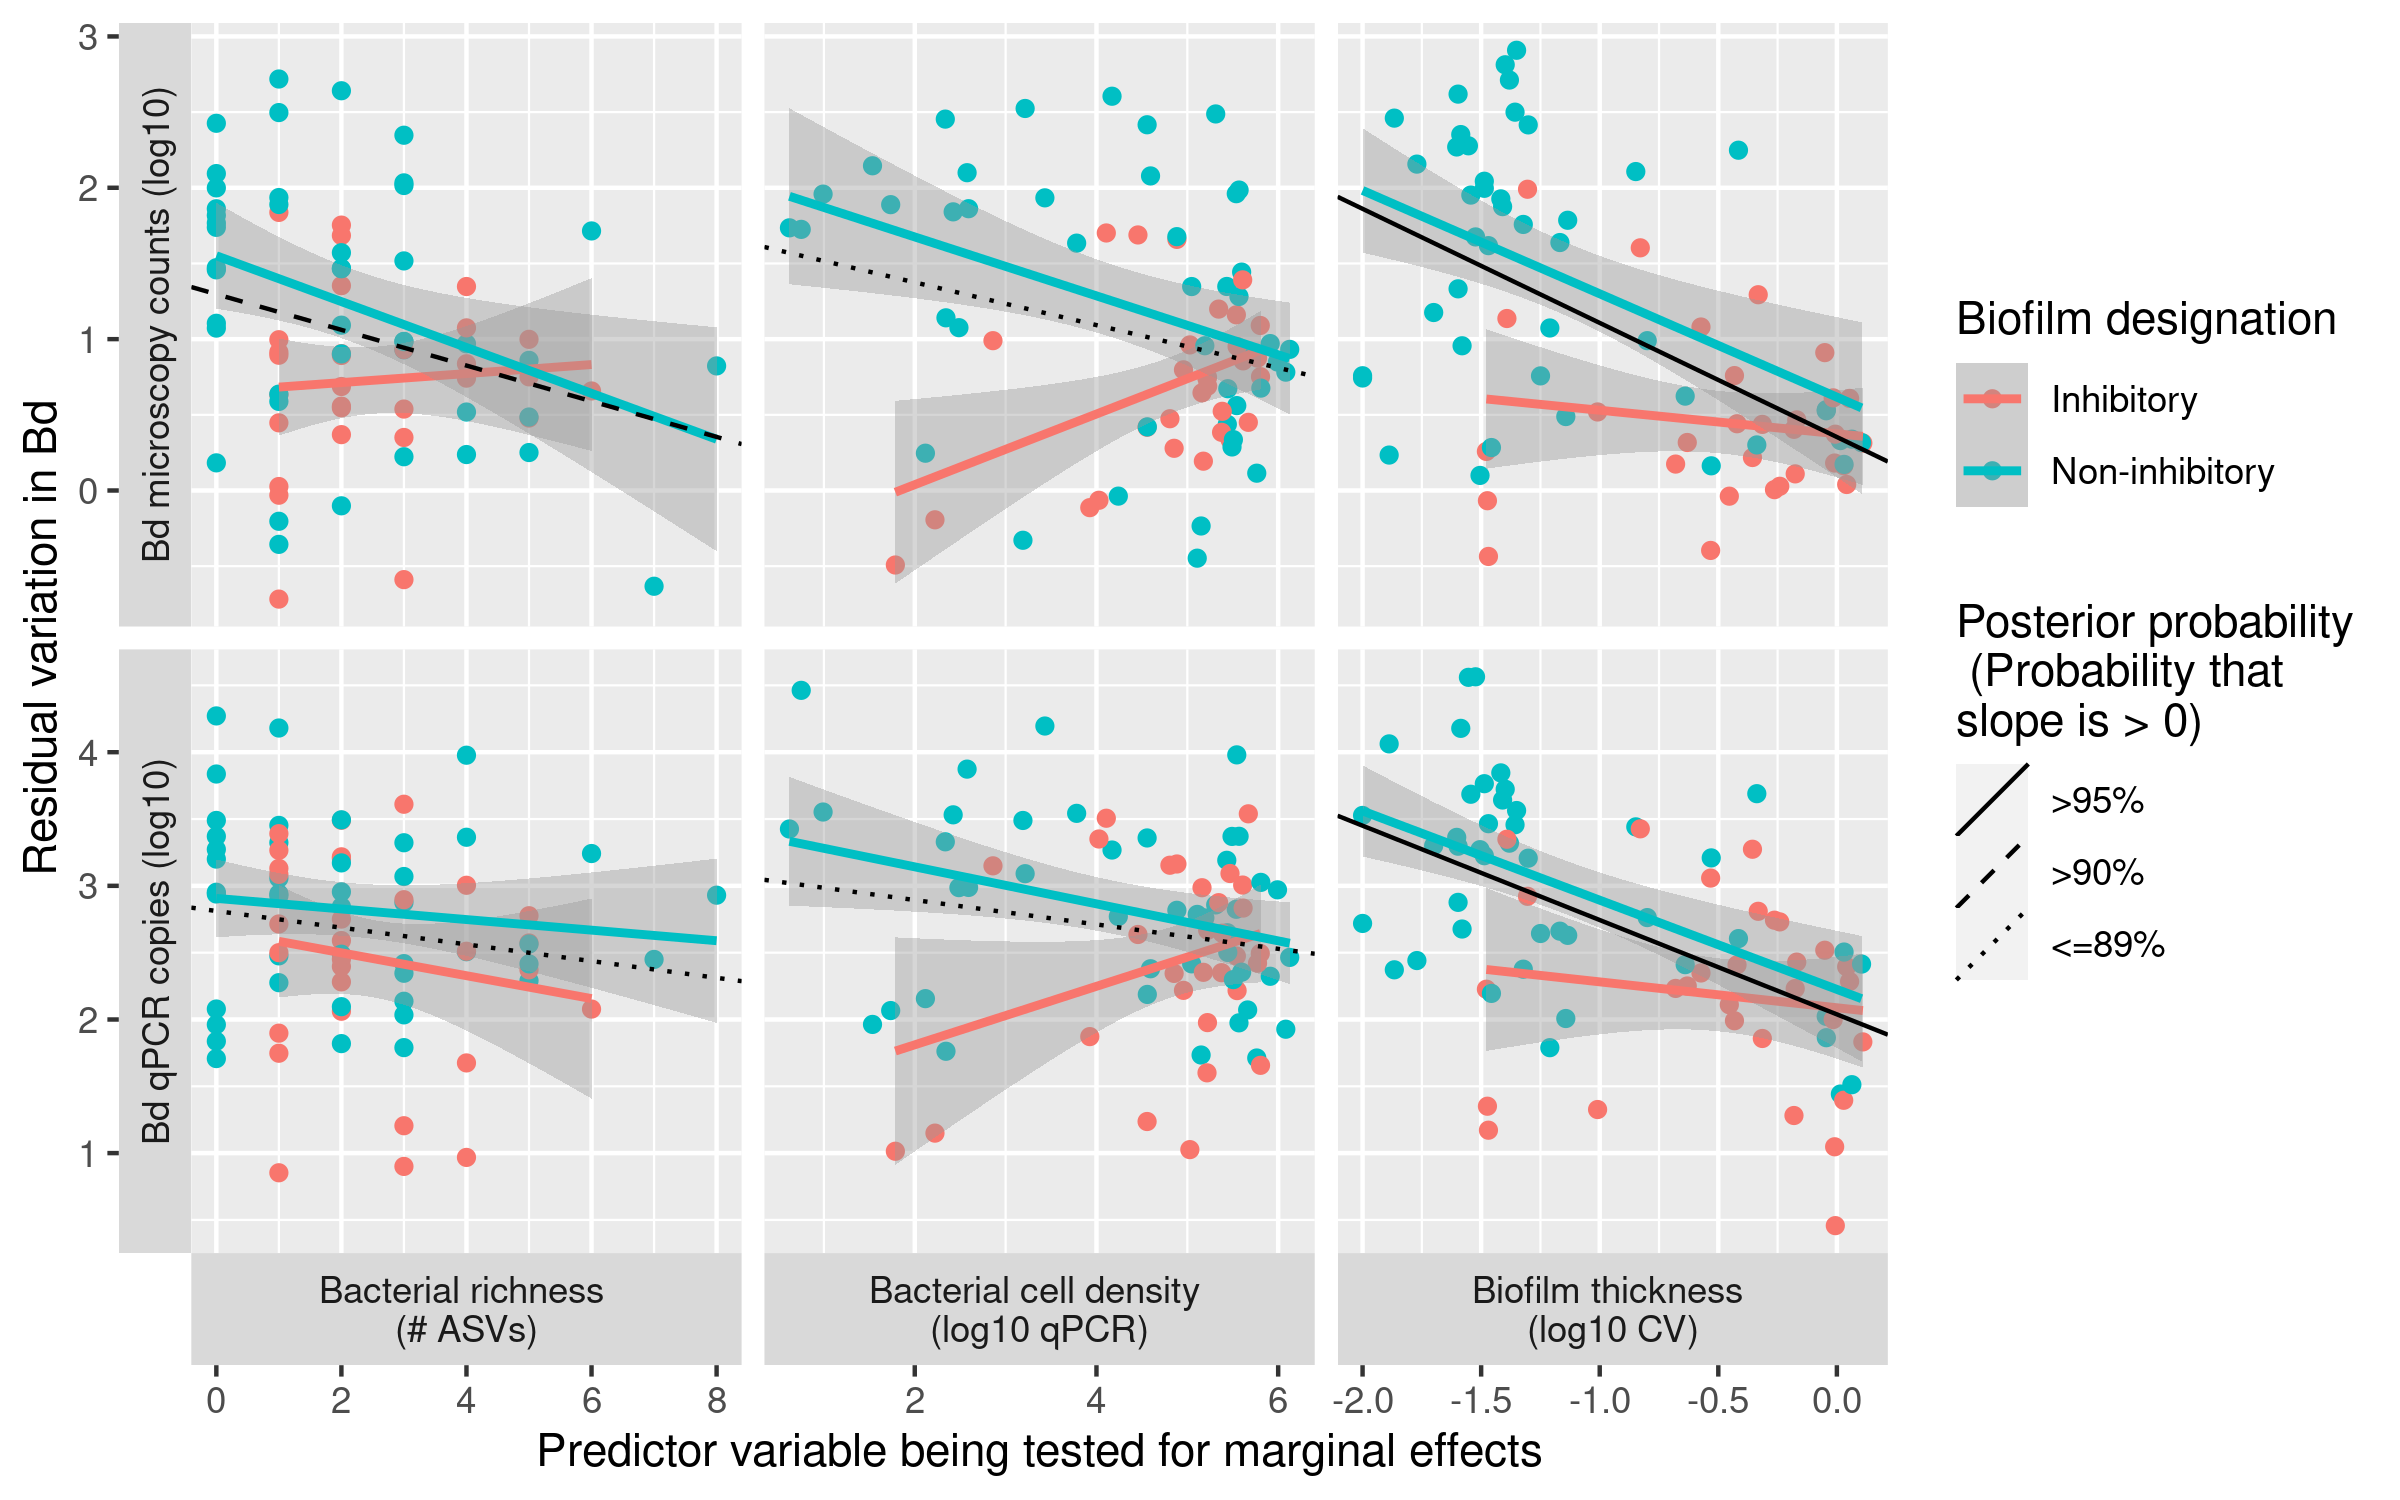 Residual variation in Bd
Bd microscopy counts (log10)
3
2
1
0
Bd qPCR copies (log10)
4
3
2
1
Bacterial richness
(# ASVs)
Bacterial cell density
(log10 qPCR)
Biofilm thickness
(log10 CV)
0 2 4 6 8
2 4 6
-2.0 -1.5 -1.0 -0.5 0.0
Predictor variable being tested for marginal effects
Biofilm designation
Inhibitory
Non-inhibitory
Posterior probability
(Probability that
slope is > 0)
>95%
>90%
<=89%